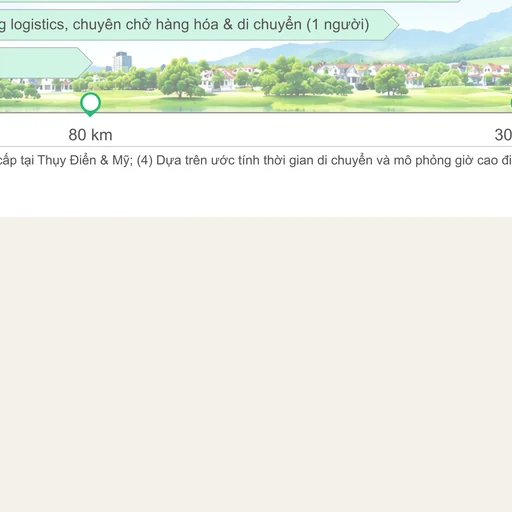 g logistics, chuyên chở hàng hóa & di chuyển (1 người)
80 km
30
cấp tại Thụy Điển & Mỹ; (4) Dựa trên ước tính thời gian di chuyển và mô phỏng giờ cao đi